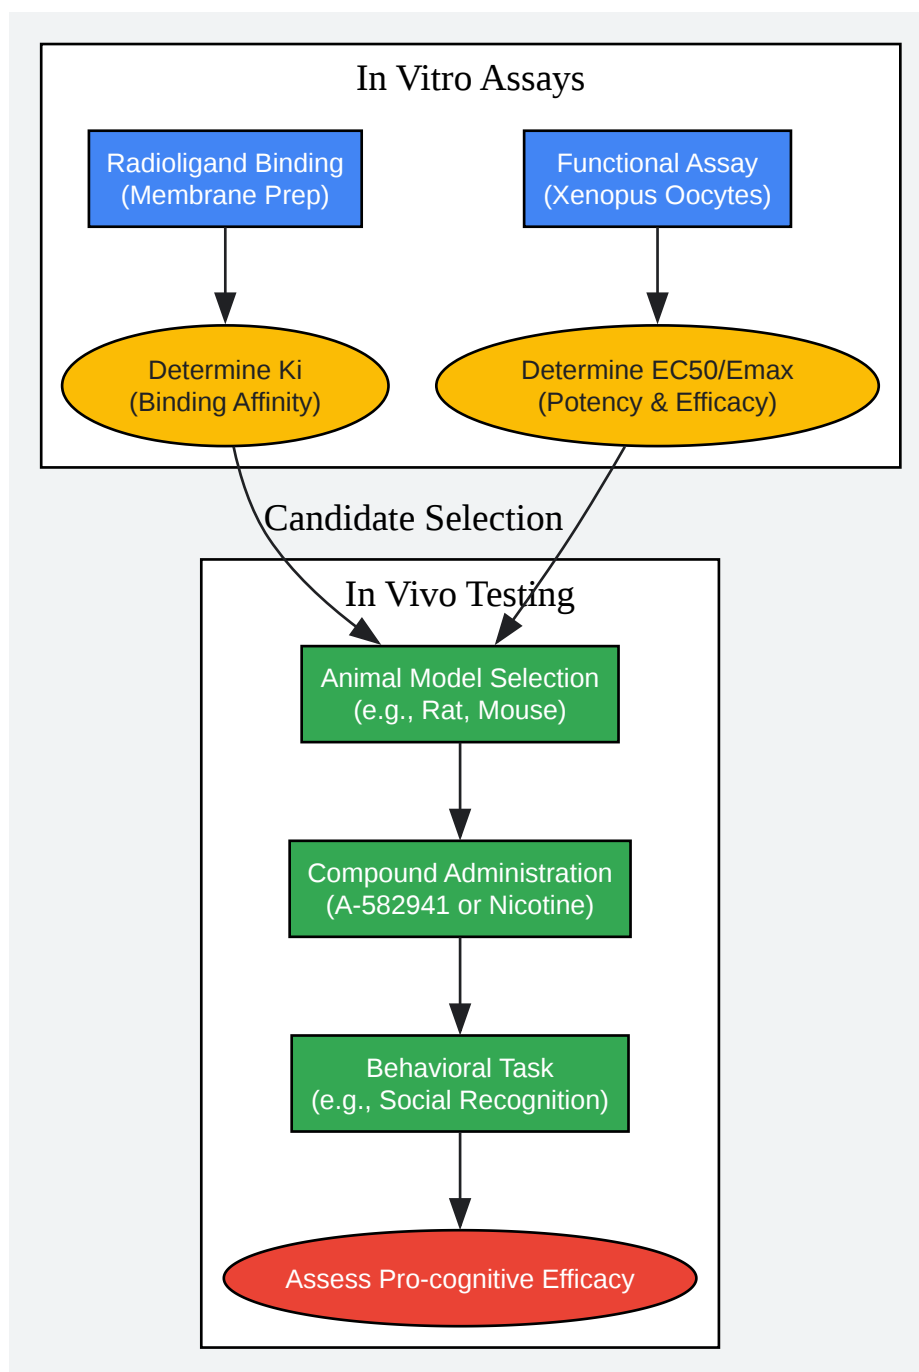 In Vitro Assays
Radioligand Binding
(Membrane Prep)
Functional Assay
(Xenopus Oocytes)
Determine Ki
(Binding Affinity)
Determine EC50/Emax
(Potency & Efficacy)
Candidate Selection
In Vivo Testing
Animal Model Selection
(e.g., Rat, Mouse)
Compound Administration
(A-582941 or Nicotine)
Behavioral Task
(e.g., Social Recognition)
Assess Pro-cognitive Efficacy